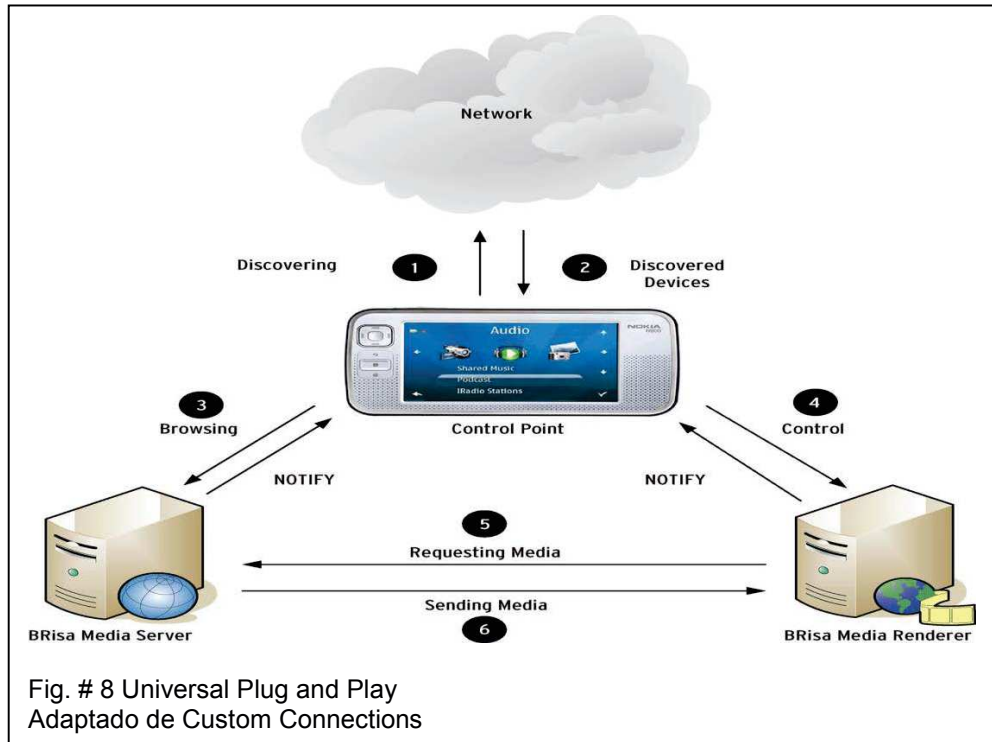 Network
Discovering
1
2
Discovered
Devices
Audio
NOKIA
Shared Music
Podcast
IRadio Stations
3
Browsing
Control Point
4
Control
NOTIFY
NOTIFY
5
Requesting Media
Sending Media
6
BRisa Media Server
BRisa Media Renderer
Fig. # 8 Universal Plug and Play
Adaptado de Custom Connections